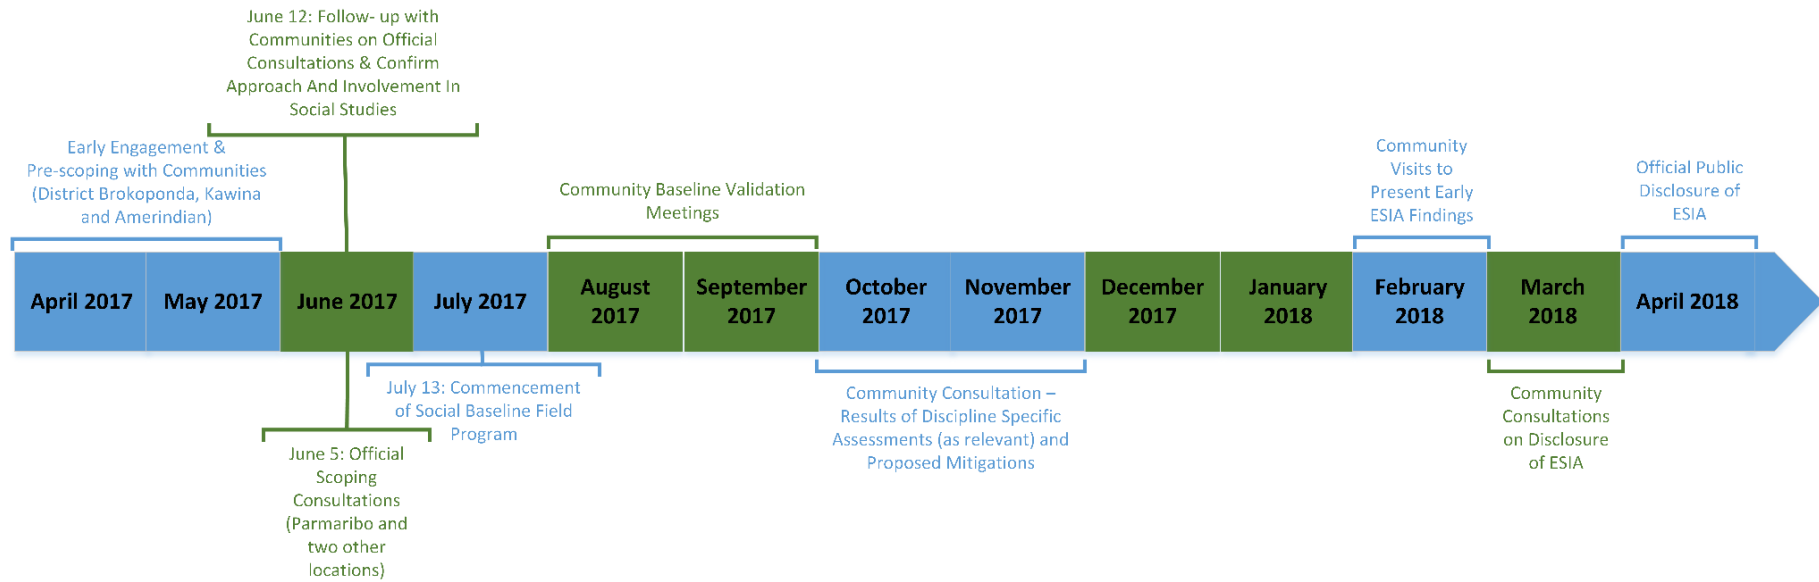 June 12: Follow- up with
Communities on Official
Consultations & Confirm
Approach And Involvement In
Social Studies
Early Engagement &
Pre-scoping with Communities
(District Brokoponda, Kawina
and Amerindian)
Community Baseline Validation
Meetings
Community
Visits to
Present Early
ESIA Findings
Official Public
Disclosure of
ESIA
April 2017
May 2017
June 2017
July 2017
August
2017
September
2017
October
2017
November
2017
December
2017
January
2018
February
2018
March
2018
April 2018
July 13: Commencement
of Social Baseline Field
Program
June 5: Official
Scoping
Consultations
(Parmaribo and
two other
locations)
Community Consultation –
Results of Discipline Specific
Assessments (as relevant) and
Proposed Mitigations
Community
Consultations
on Disclosure
of ESIA